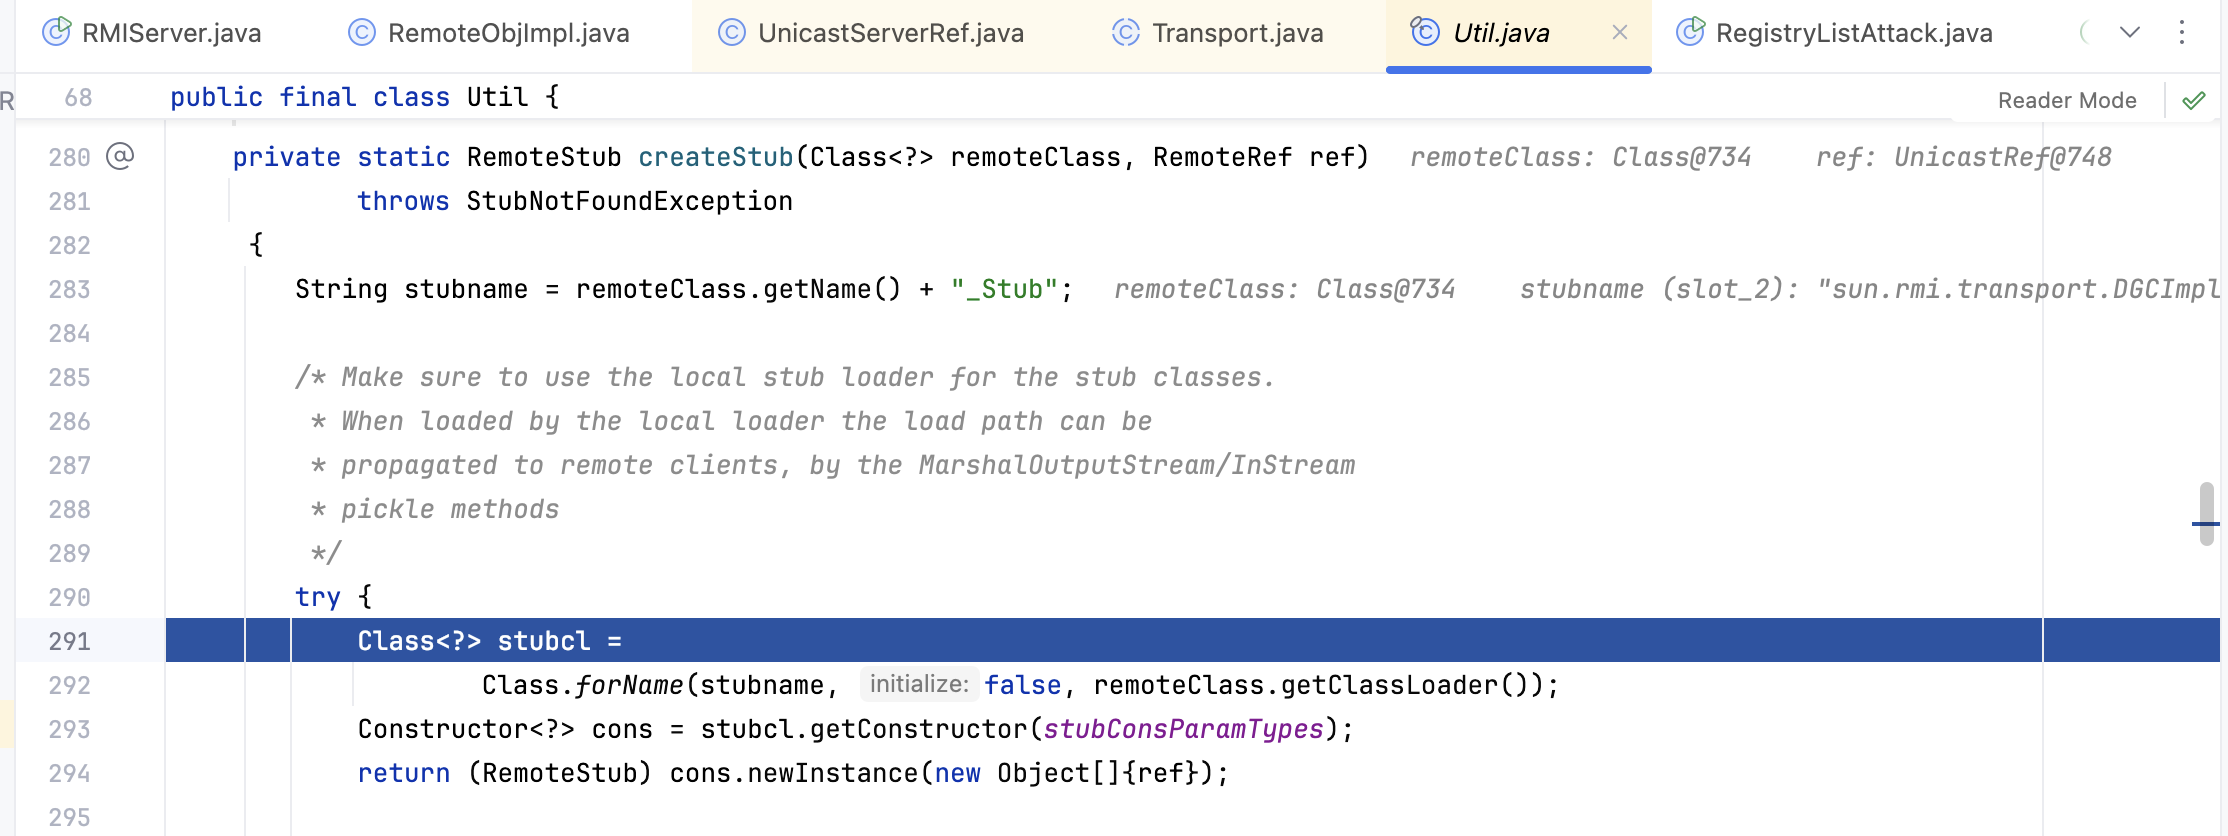 RMIServer.java RemoteObjImpl.java UnicastServerRef.java Transport.java Util.java RegistryListAttack.java
R 68 public final class Util { Reader Mode
280 private static RemoteStub createStub(Class<?> remoteClass, RemoteRef ref) remoteClass: Class@734 ref: UnicastRef@748
281 throws StubNotFoundException
282 {
283 String stubname = remoteClass.getName() + "_Stub"; remoteClass: Class@734 stubname (slot_2): "sun.rmi.transport.DGCImpl
284
285 /* Make sure to use the local stub loader for the stub classes.
286 * When loaded by the local loader the load path can be
287 * propagated to remote clients, by the MarshalOutputStream/InStream
288 * pickle methods
289 */
290 try {
291 Class<?> stubcl =
292 Class.forName(stubname, initialize: false, remoteClass.getClassLoader());
293 Constructor<?> cons = stubcl.getConstructor(stubConsParamTypes);
294 return (RemoteStub) cons.newInstance(new Object[]{ref});
295